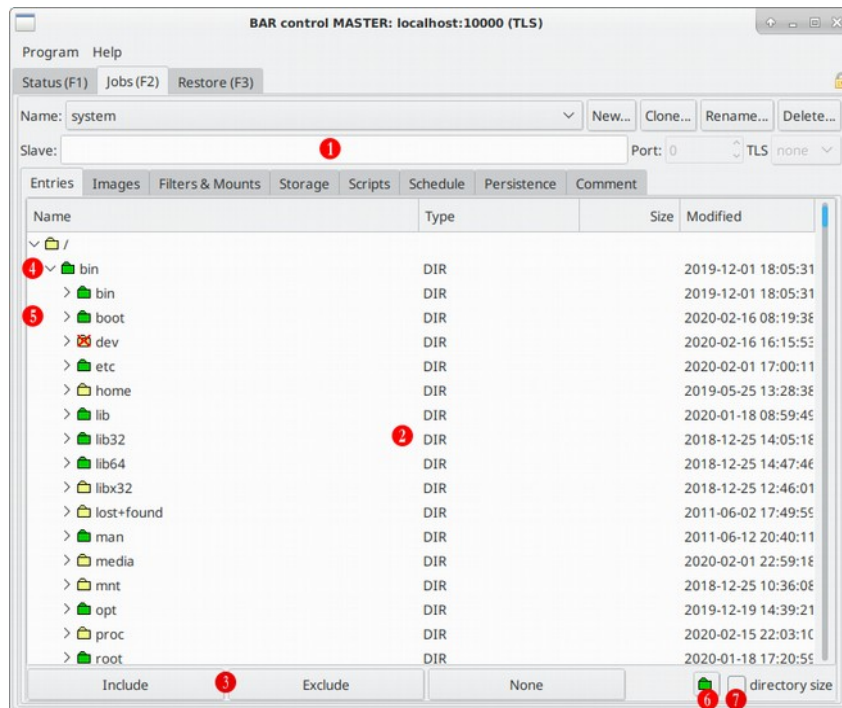 BAR control MASTER: localhost:10000 (TLS)
Program Help
Status (F1) Jobs (F2) Restore (F3)
Name: system New... Clone... Rename... Delete...
Slave: 1 Port: 0 TLS none
Entries Images Filters & Mounts Storage Scripts Schedule Persistence Comment
Name Type Size Modified
/
4 bin DIR 2019-12-01 18:05:31
bin DIR 2019-12-01 18:05:31
5 boot DIR 2020-02-16 08:19:38
dev DIR 2020-02-16 16:15:53
etc DIR 2020-02-01 17:00:11
home DIR 2019-05-25 13:28:38
lib DIR 2020-01-18 08:59:49
lib32 2 DIR 2018-12-25 14:05:18
lib64 DIR 2018-12-25 14:47:46
libx32 DIR 2018-12-25 12:46:01
lost+found DIR 2011-06-02 17:49:59
man DIR 2011-06-12 20:40:11
media DIR 2020-02-01 22:59:18
mnt DIR 2018-12-25 10:36:08
opt DIR 2019-12-19 14:39:21
proc DIR 2020-02-15 22:03:10
root DIR 2020-01-18 17:20:59
Include 3 Exclude None directory size
6 7